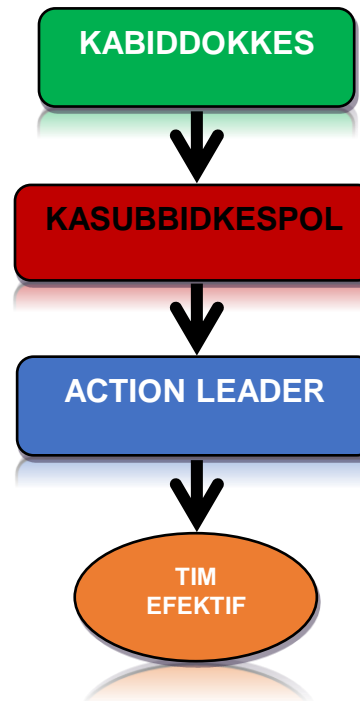 KABIDDOKKES
KASUBBIDKESPOL
ACTION LEADER
TIM
EFEKTIF